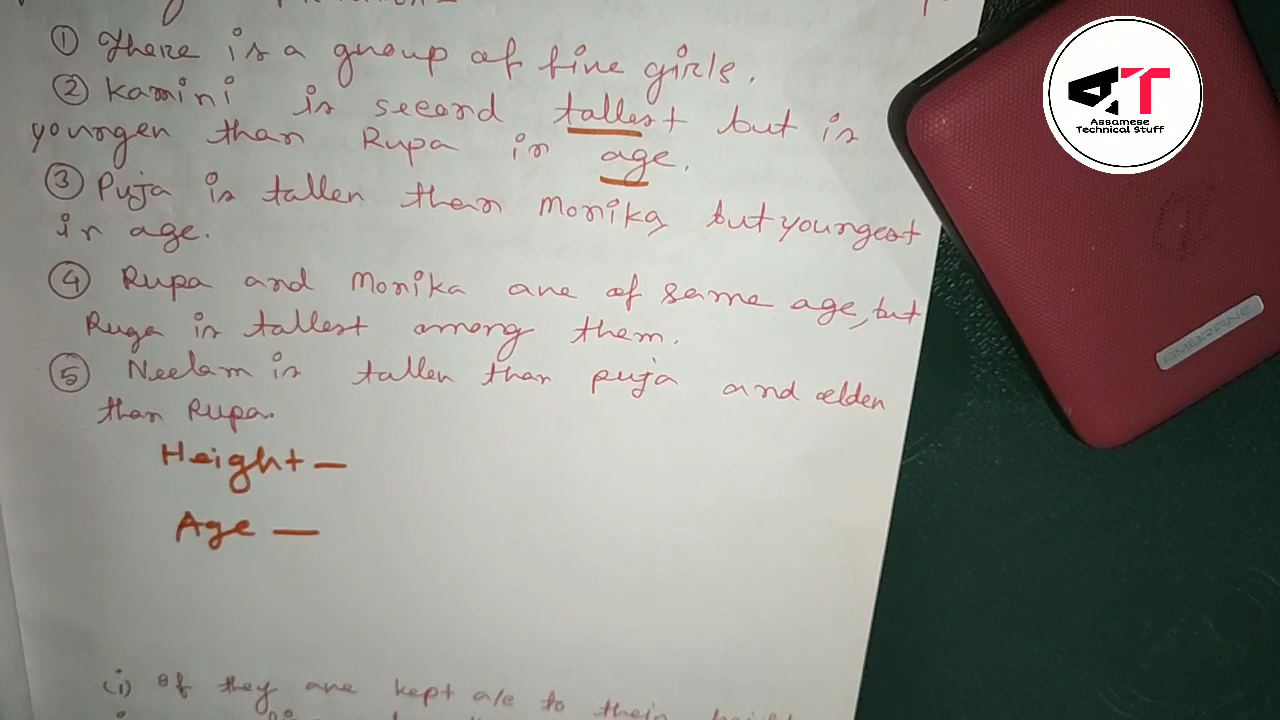 ① There is a group of five girls.
② Kamini is second tallest but is
younger than Rupa in age.
③ Puja is taller than Monika but youngest
in age.
④ Rupa and Monika are of same age, but
Rupa is tallest among them.
⑤ Neelam is taller than puja and elder
than Rupa.
Height —
Age —
(i) If they are kept a/c to their
AT
Assamese
Technical Stuff
AMBRANE